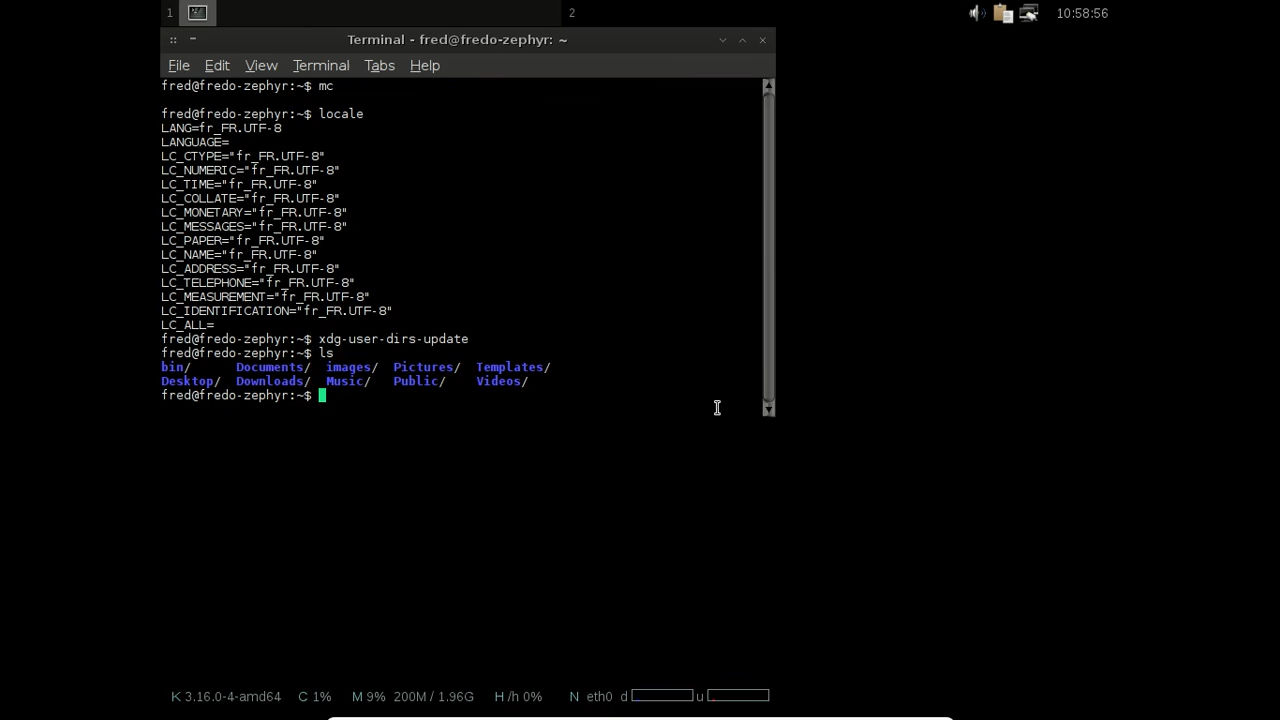 1
2
10:58:56
Terminal - fred@fredo-zephyr: ~
File Edit View Terminal Tabs Help
fred@fredo-zephyr:~$ mc
fred@fredo-zephyr:~$ locale
LANG=fr_FR.UTF-8
LANGUAGE=
LC_CTYPE="fr_FR.UTF-8"
LC_NUMERIC="fr_FR.UTF-8"
LC_TIME="fr_FR.UTF-8"
LC_COLLATE="fr_FR.UTF-8"
LC_MONETARY="fr_FR.UTF-8"
LC_MESSAGES="fr_FR.UTF-8"
LC_PAPER="fr_FR.UTF-8"
LC_NAME="fr_FR.UTF-8"
LC_ADDRESS="fr_FR.UTF-8"
LC_TELEPHONE="fr_FR.UTF-8"
LC_MEASUREMENT="fr_FR.UTF-8"
LC_IDENTIFICATION="fr_FR.UTF-8"
LC_ALL=
fred@fredo-zephyr:~$ xdg-user-dirs-update
fred@fredo-zephyr:~$ ls
bin/ Documents/ images/ Pictures/ Templates/
Desktop/ Downloads/ Music/ Public/ Videos/
fred@fredo-zephyr:~$
K 3.16.0-4-amd64 C 1% M 9% 200M / 1.96G H /h 0% N eth0 d u